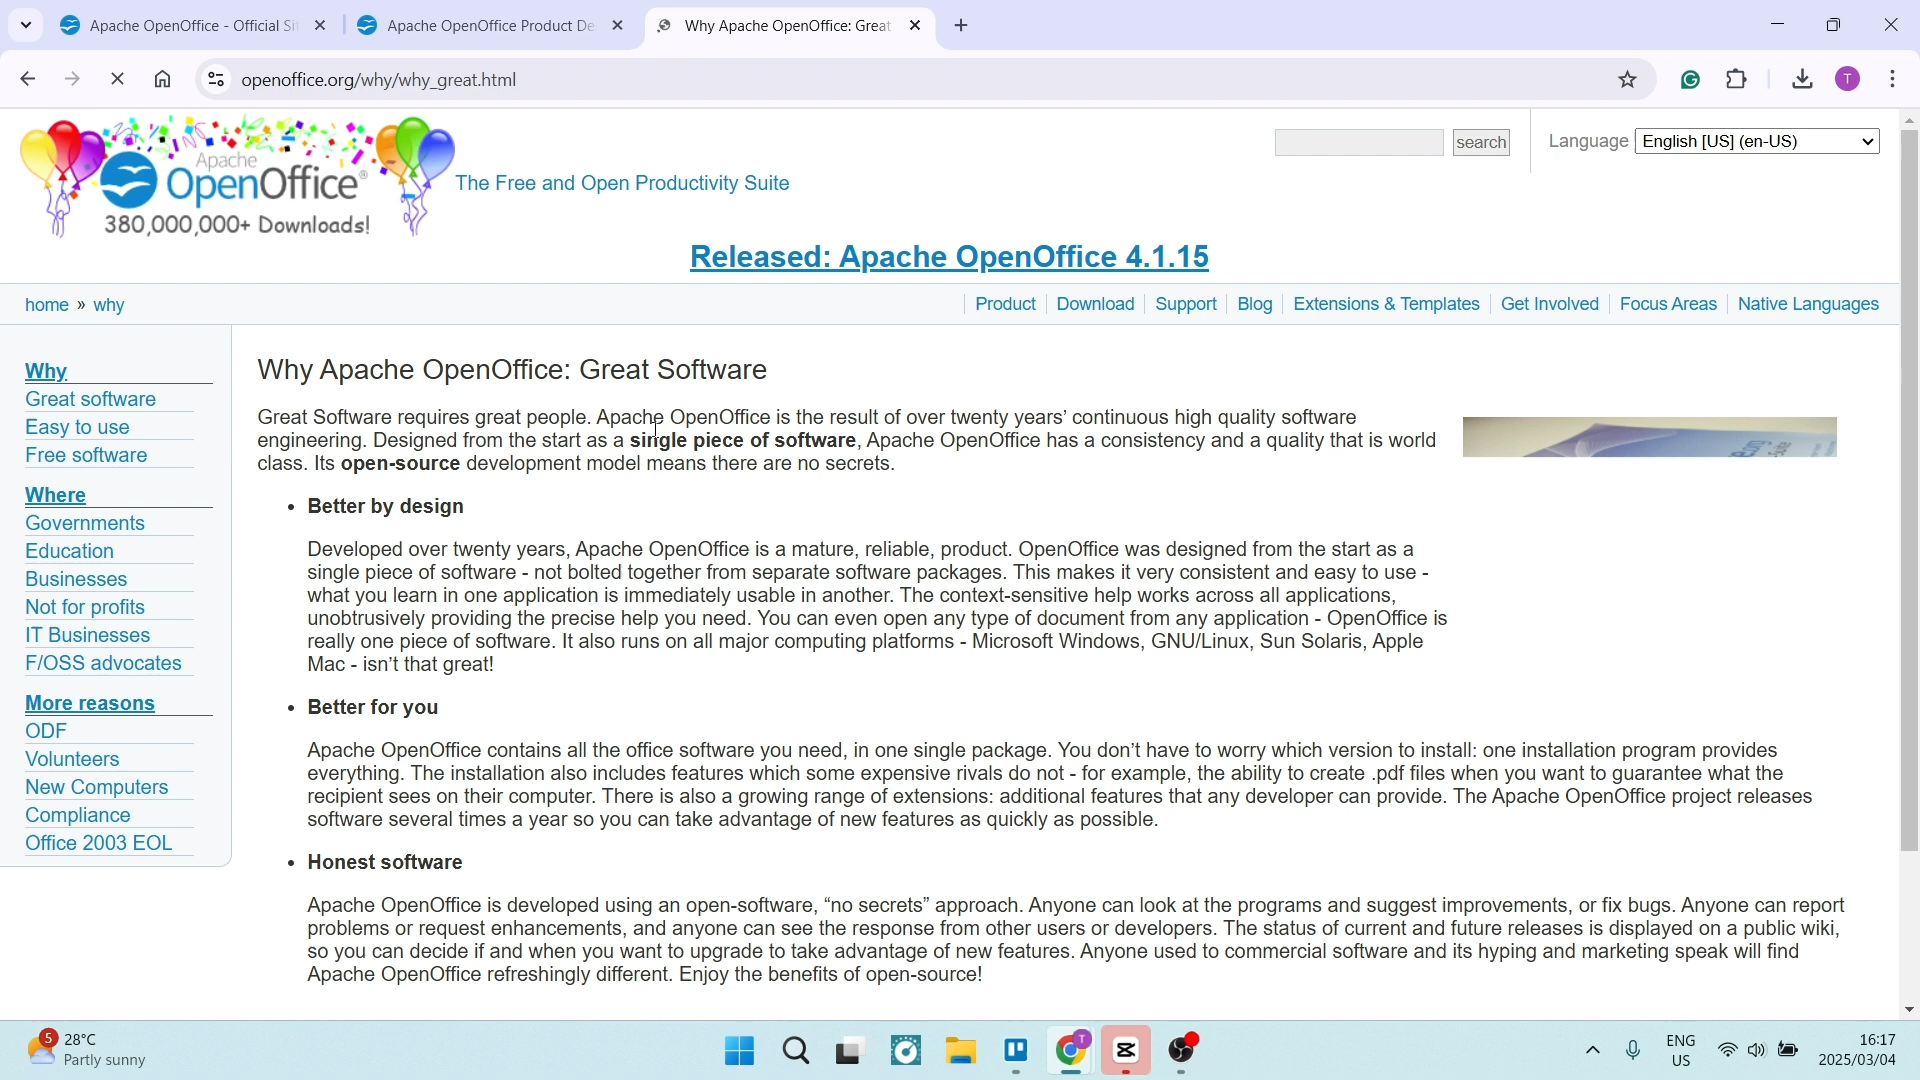 Apache OpenOffice - Official Si
Apache OpenOffice Product De
Why Apache OpenOffice: Great
openoffice.org/why/why_great.html
T
Apache
OpenOffice®
380,000,000+ Downloads!
The Free and Open Productivity Suite
search
Language
English [US] (en-US)
Released: Apache OpenOffice 4.1.15
home » why
Product
Download
Support
Blog
Extensions & Templates
Get Involved
Focus Areas
Native Languages
Why
Great software
Easy to use
Free software
Where
Governments
Education
Businesses
Not for profits
IT Businesses
F/OSS advocates
More reasons
ODF
Volunteers
New Computers
Compliance
Office 2003 EOL
Why Apache OpenOffice: Great Software
Great Software requires great people. Apache OpenOffice is the result of over twenty years’ continuous high quality software
engineering. Designed from the start as a single piece of software, Apache OpenOffice has a consistency and a quality that is world
class. Its open-source development model means there are no secrets.
• Better by design
Developed over twenty years, Apache OpenOffice is a mature, reliable, product. OpenOffice was designed from the start as a
single piece of software - not bolted together from separate software packages. This makes it very consistent and easy to use -
what you learn in one application is immediately usable in another. The context-sensitive help works across all applications,
unobtrusively providing the precise help you need. You can even open any type of document from any application - OpenOffice is
really one piece of software. It also runs on all major computing platforms - Microsoft Windows, GNU/Linux, Sun Solaris, Apple
Mac - isn’t that great!
• Better for you
Apache OpenOffice contains all the office software you need, in one single package. You don’t have to worry which version to install: one installation program provides
everything. The installation also includes features which some expensive rivals do not - for example, the ability to create .pdf files when you want to guarantee what the
recipient sees on their computer. There is also a growing range of extensions: additional features that any developer can provide. The Apache OpenOffice project releases
software several times a year so you can take advantage of new features as quickly as possible.
• Honest software
Apache OpenOffice is developed using an open-software, “no secrets” approach. Anyone can look at the programs and suggest improvements, or fix bugs. Anyone can report
problems or request enhancements, and anyone can see the response from other users or developers. The status of current and future releases is displayed on a public wiki,
so you can decide if and when you want to upgrade to take advantage of new features. Anyone used to commercial software and its hyping and marketing speak will find
Apache OpenOffice refreshingly different. Enjoy the benefits of open-source!
5
28°C
Partly sunny
T
ENG
US
16:17
2025/03/04